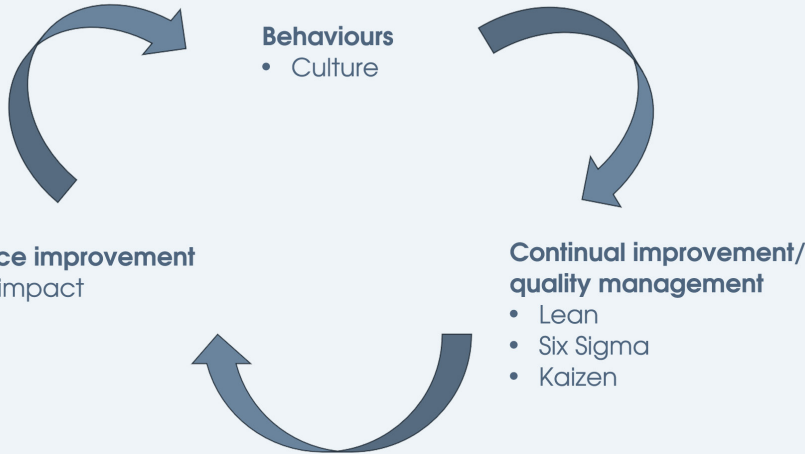 Behaviours
• Culture
ce improvement
impact
Continual improvement/
quality management
• Lean
• Six Sigma
• Kaizen